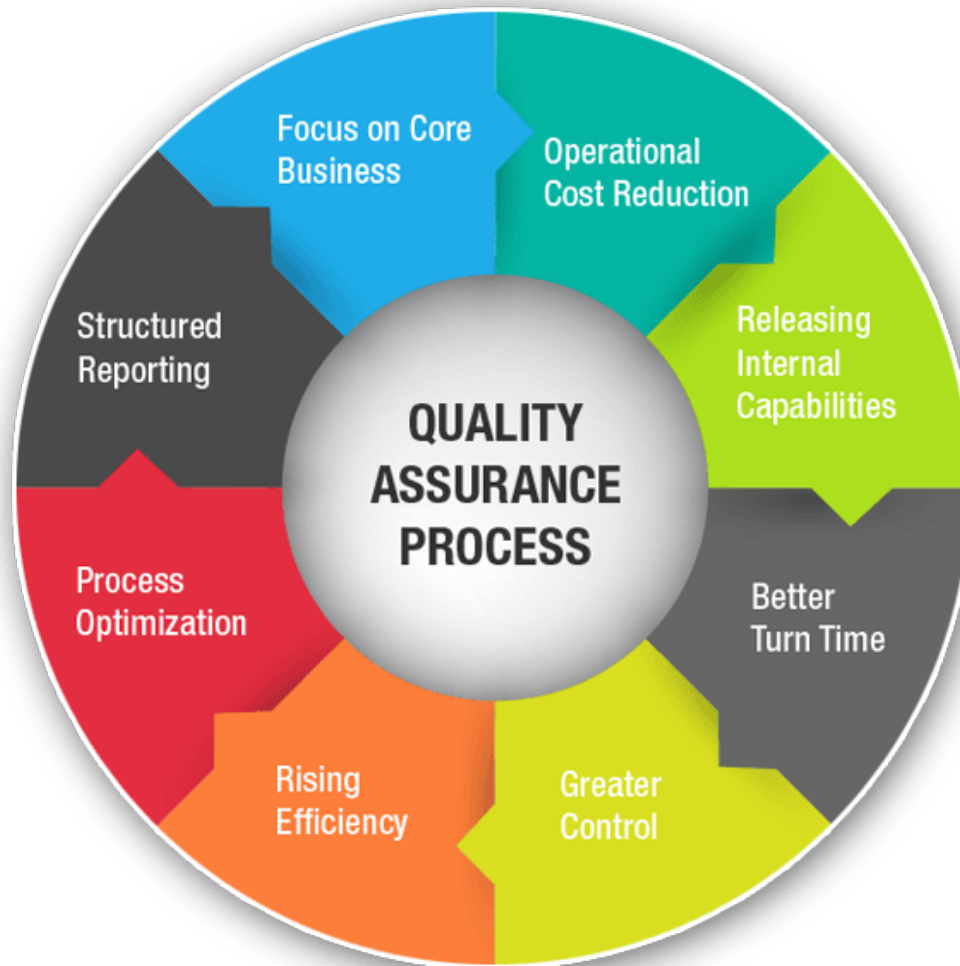 Focus on Core
Business
Operational
Cost Reduction
Releasing
Internal
Capabilities
Better
Turn Time
Greater
Control
Rising
Efficiency
Process
Optimization
Structured
Reporting
QUALITY
ASSURANCE
PROCESS